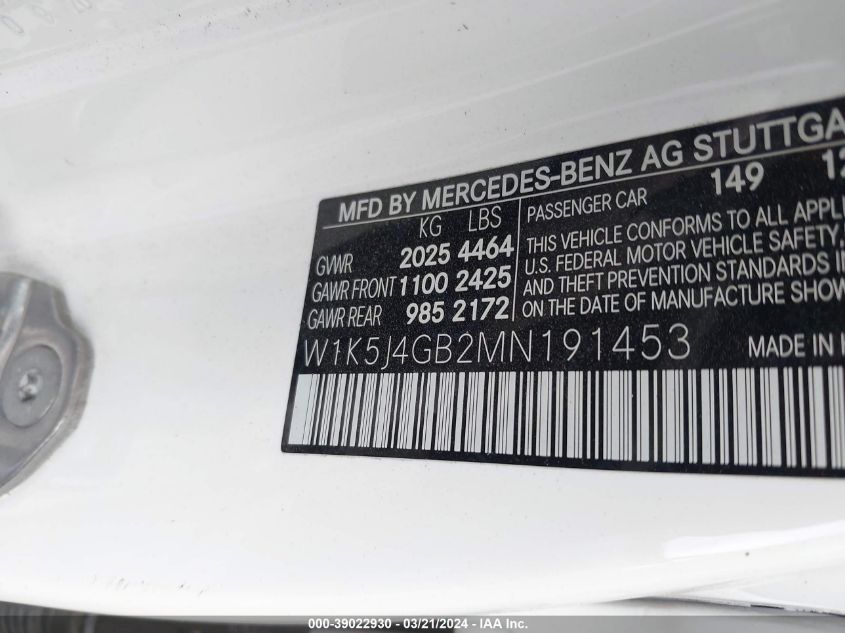 MFD BY MERCEDES-BENZ AG STUTTGA
KG LBS
GVWR 2025 4464
GAWR FRONT 1100 2425
GAWR REAR 985 2172
PASSENGER CAR 149 12
THIS VEHICLE CONFORMS TO ALL APPLI
U.S. FEDERAL MOTOR VEHICLE SAFETY,
AND THEFT PREVENTION STANDARDS I
ON THE DATE OF MANUFACTURE SHOW
W1K5J4GB2MN191453
MADE IN
000-39022930 - 03/21/2024 - IAA Inc.